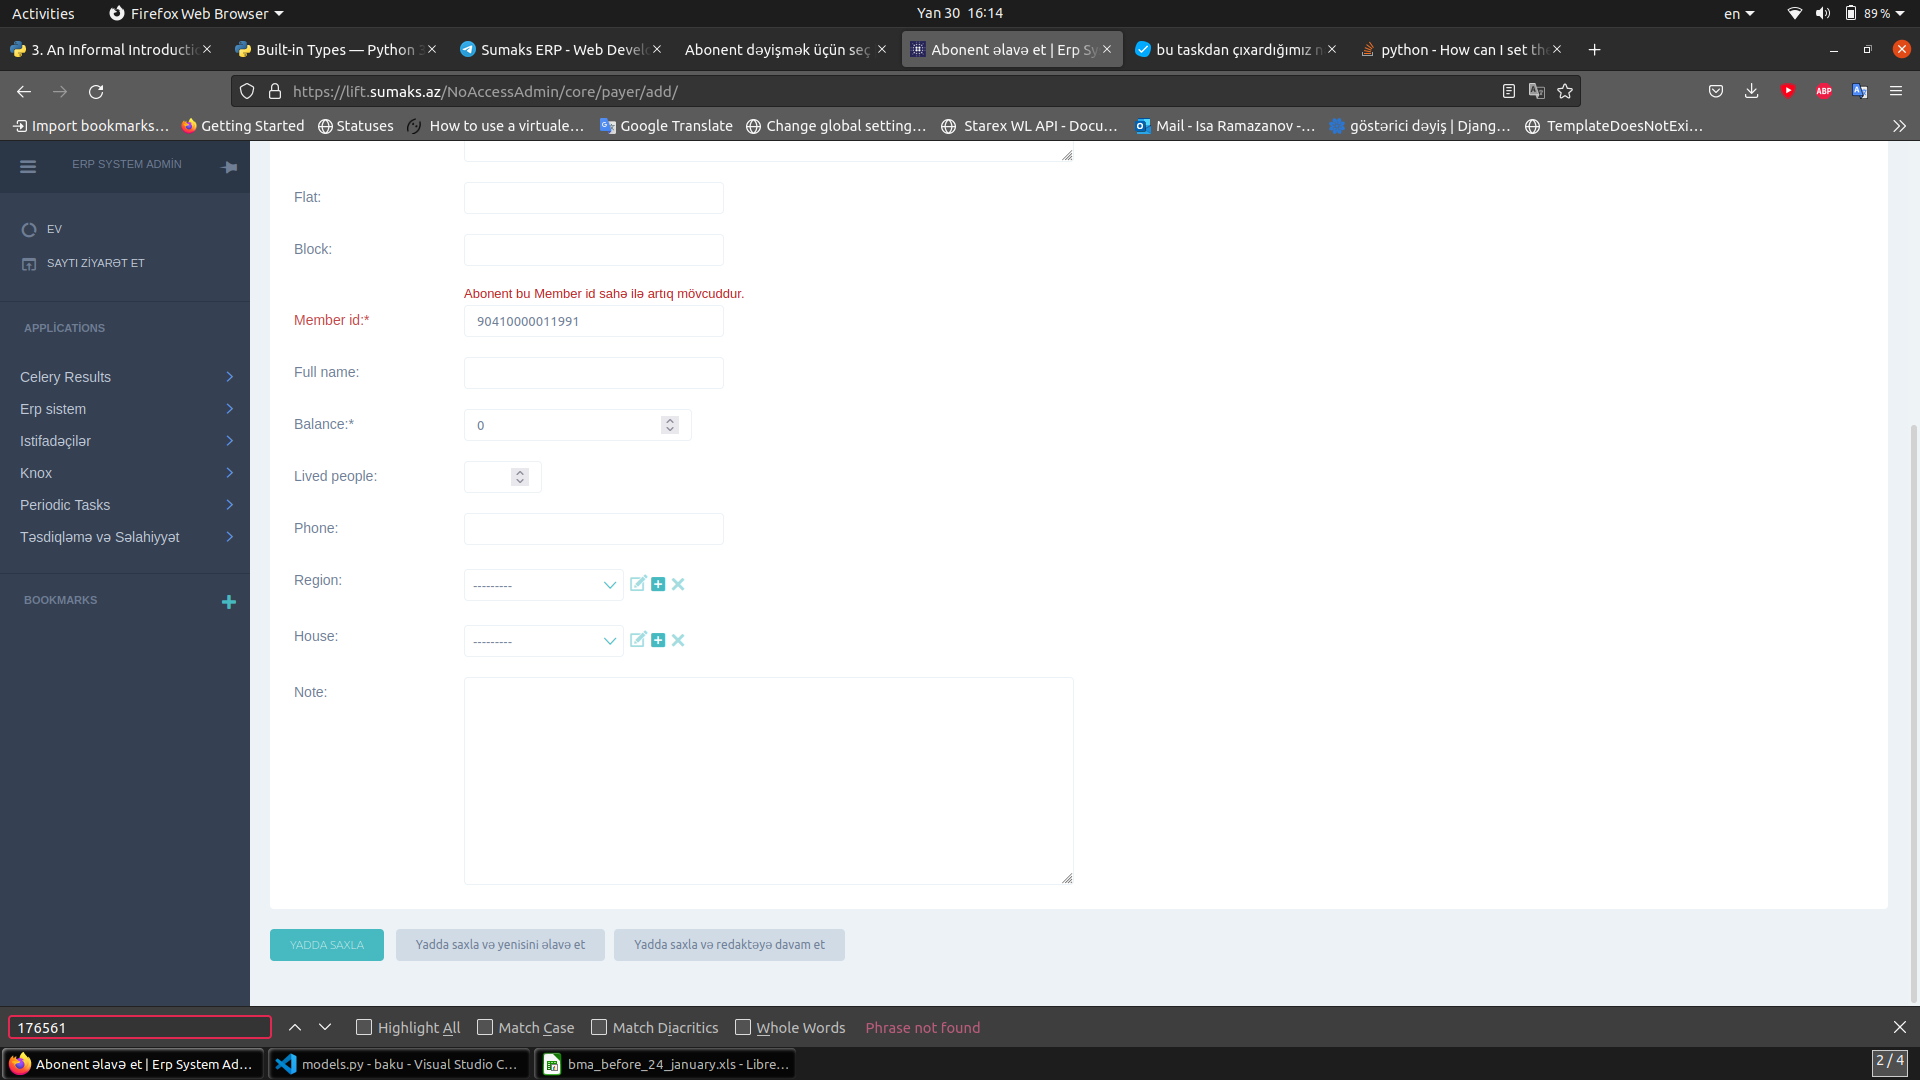 Activities Firefox Web Browser Yan 30 16:14 en 89 %
3. An Informal Introducti Built-in Types — Python 3 Sumaks ERP - Web Devel Abonent dəyişmək üçün seç Abonent əlavə et | Erp Sy bu taskdan çıxardığımız n python - How can I set the
https://lift.sumaks.az/NoAccessAdmin/core/payer/add/ ABP
Import bookmarks… Getting Started Statuses How to use a virtuale… Google Translate Change global setting… Starex WL API - Docu… Mail - Isa Ramazanov -… göstərici dəyiş | Djang… TemplateDoesNotExi…
ERP SYSTEM ADMİN
EV
SAYTI ZİYARƏT ET
APPLİCATİONS
Celery Results
Erp sistem
Istifadəçilər
Knox
Periodic Tasks
Təsdiqləmə və Səlahiyyət
BOOKMARKS
Flat:
Block:
Abonent bu Member id sahə ilə artıq mövcuddur.
Member id:* 90410000011991
Full name:
Balance:* 0
Lived people:
Phone:
Region: ---------
House: ---------
Note:
YADDA SAXLA Yadda saxla və yenisini əlavə et Yadda saxla və redaktəyə davam et
176561 Highlight All Match Case Match Diacritics Whole Words Phrase not found
Abonent əlavə et | Erp System Ad… models.py - baku - Visual Studio C… bma_before_24_january.xls - Libre… 2 / 4